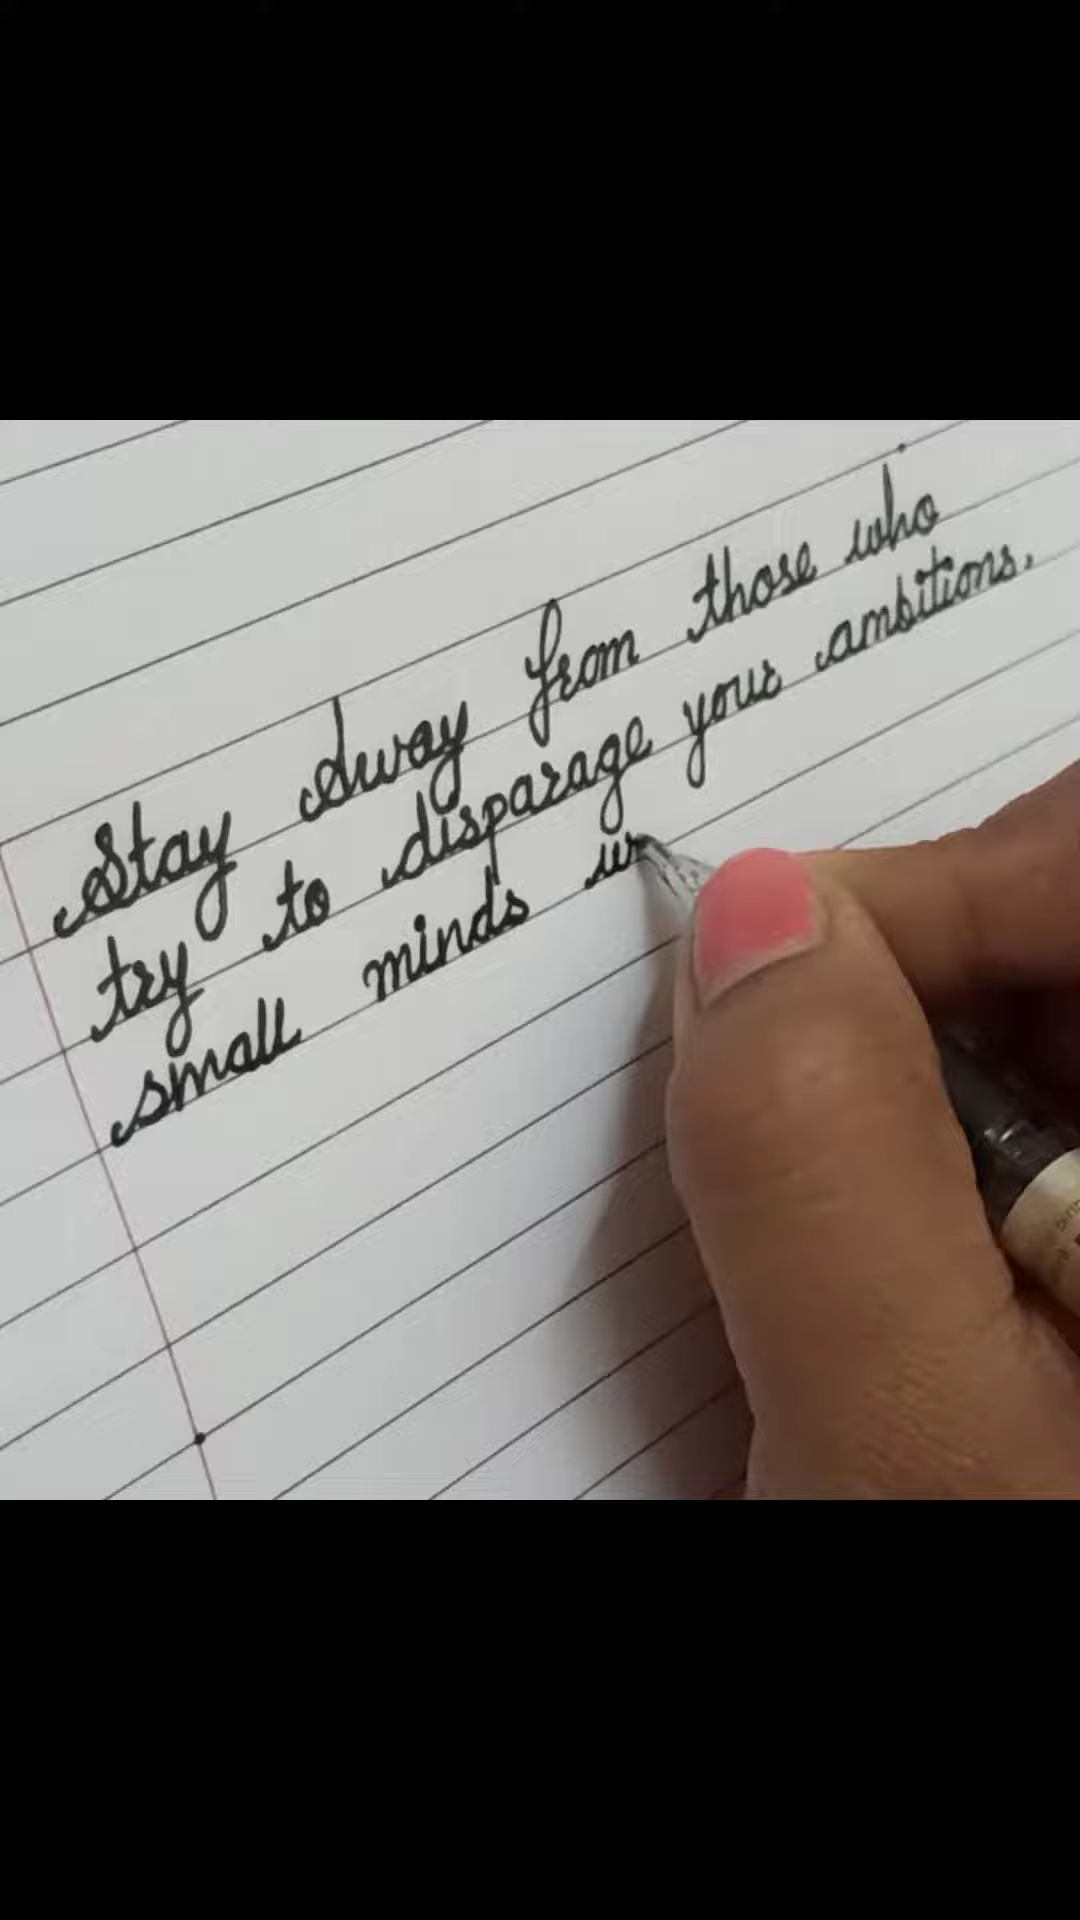 Stay Away from those who
try to disparage your ambitions.
small minds w